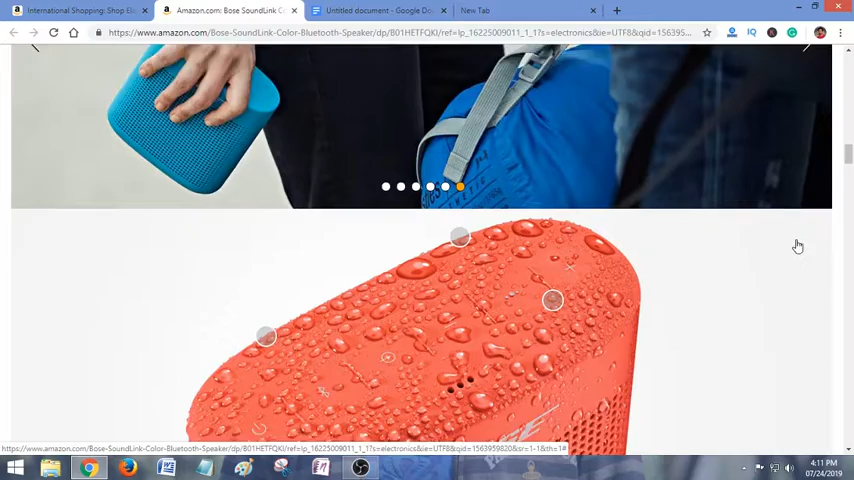 International Shopping: Shop Ele
Amazon.com: Bose SoundLink Co
Untitled document - Google Doc
New Tab
https://www.amazon.com/Bose-SoundLink-Color-Bluetooth-Speaker/dp/B01HETFQKI/ref=lp_16225009011_1_1?s=electronics&ie=UTF8&qid=156395
IQ
BOSE
https://www.amazon.com/Bose-SoundLink-Color-Bluetooth-Speaker/dp/B01HETFQKI/ref=lp_16225009011_1_1?s=electronics&ie=UTF8&qid=1563959820&sr=1-1&th=1#
4:11 PM
07/24/2019